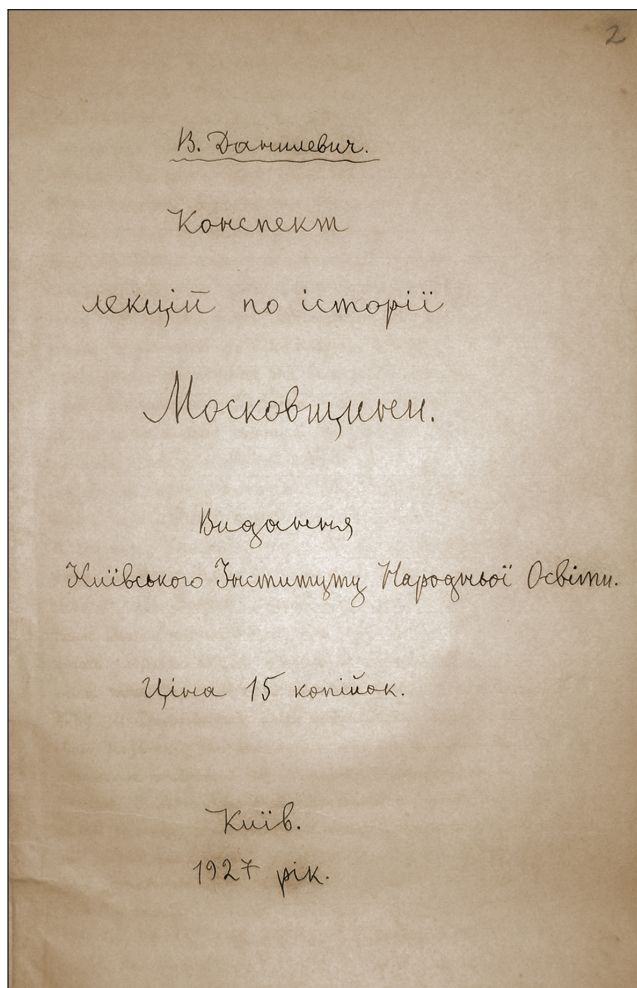 2
В. Данилевич.
Конспект
лекцій по історії
Московщини.
Видання
Київського Інституту Народньої Освіти.
Ціна 15 копійок.
Київ.
1927 рік.